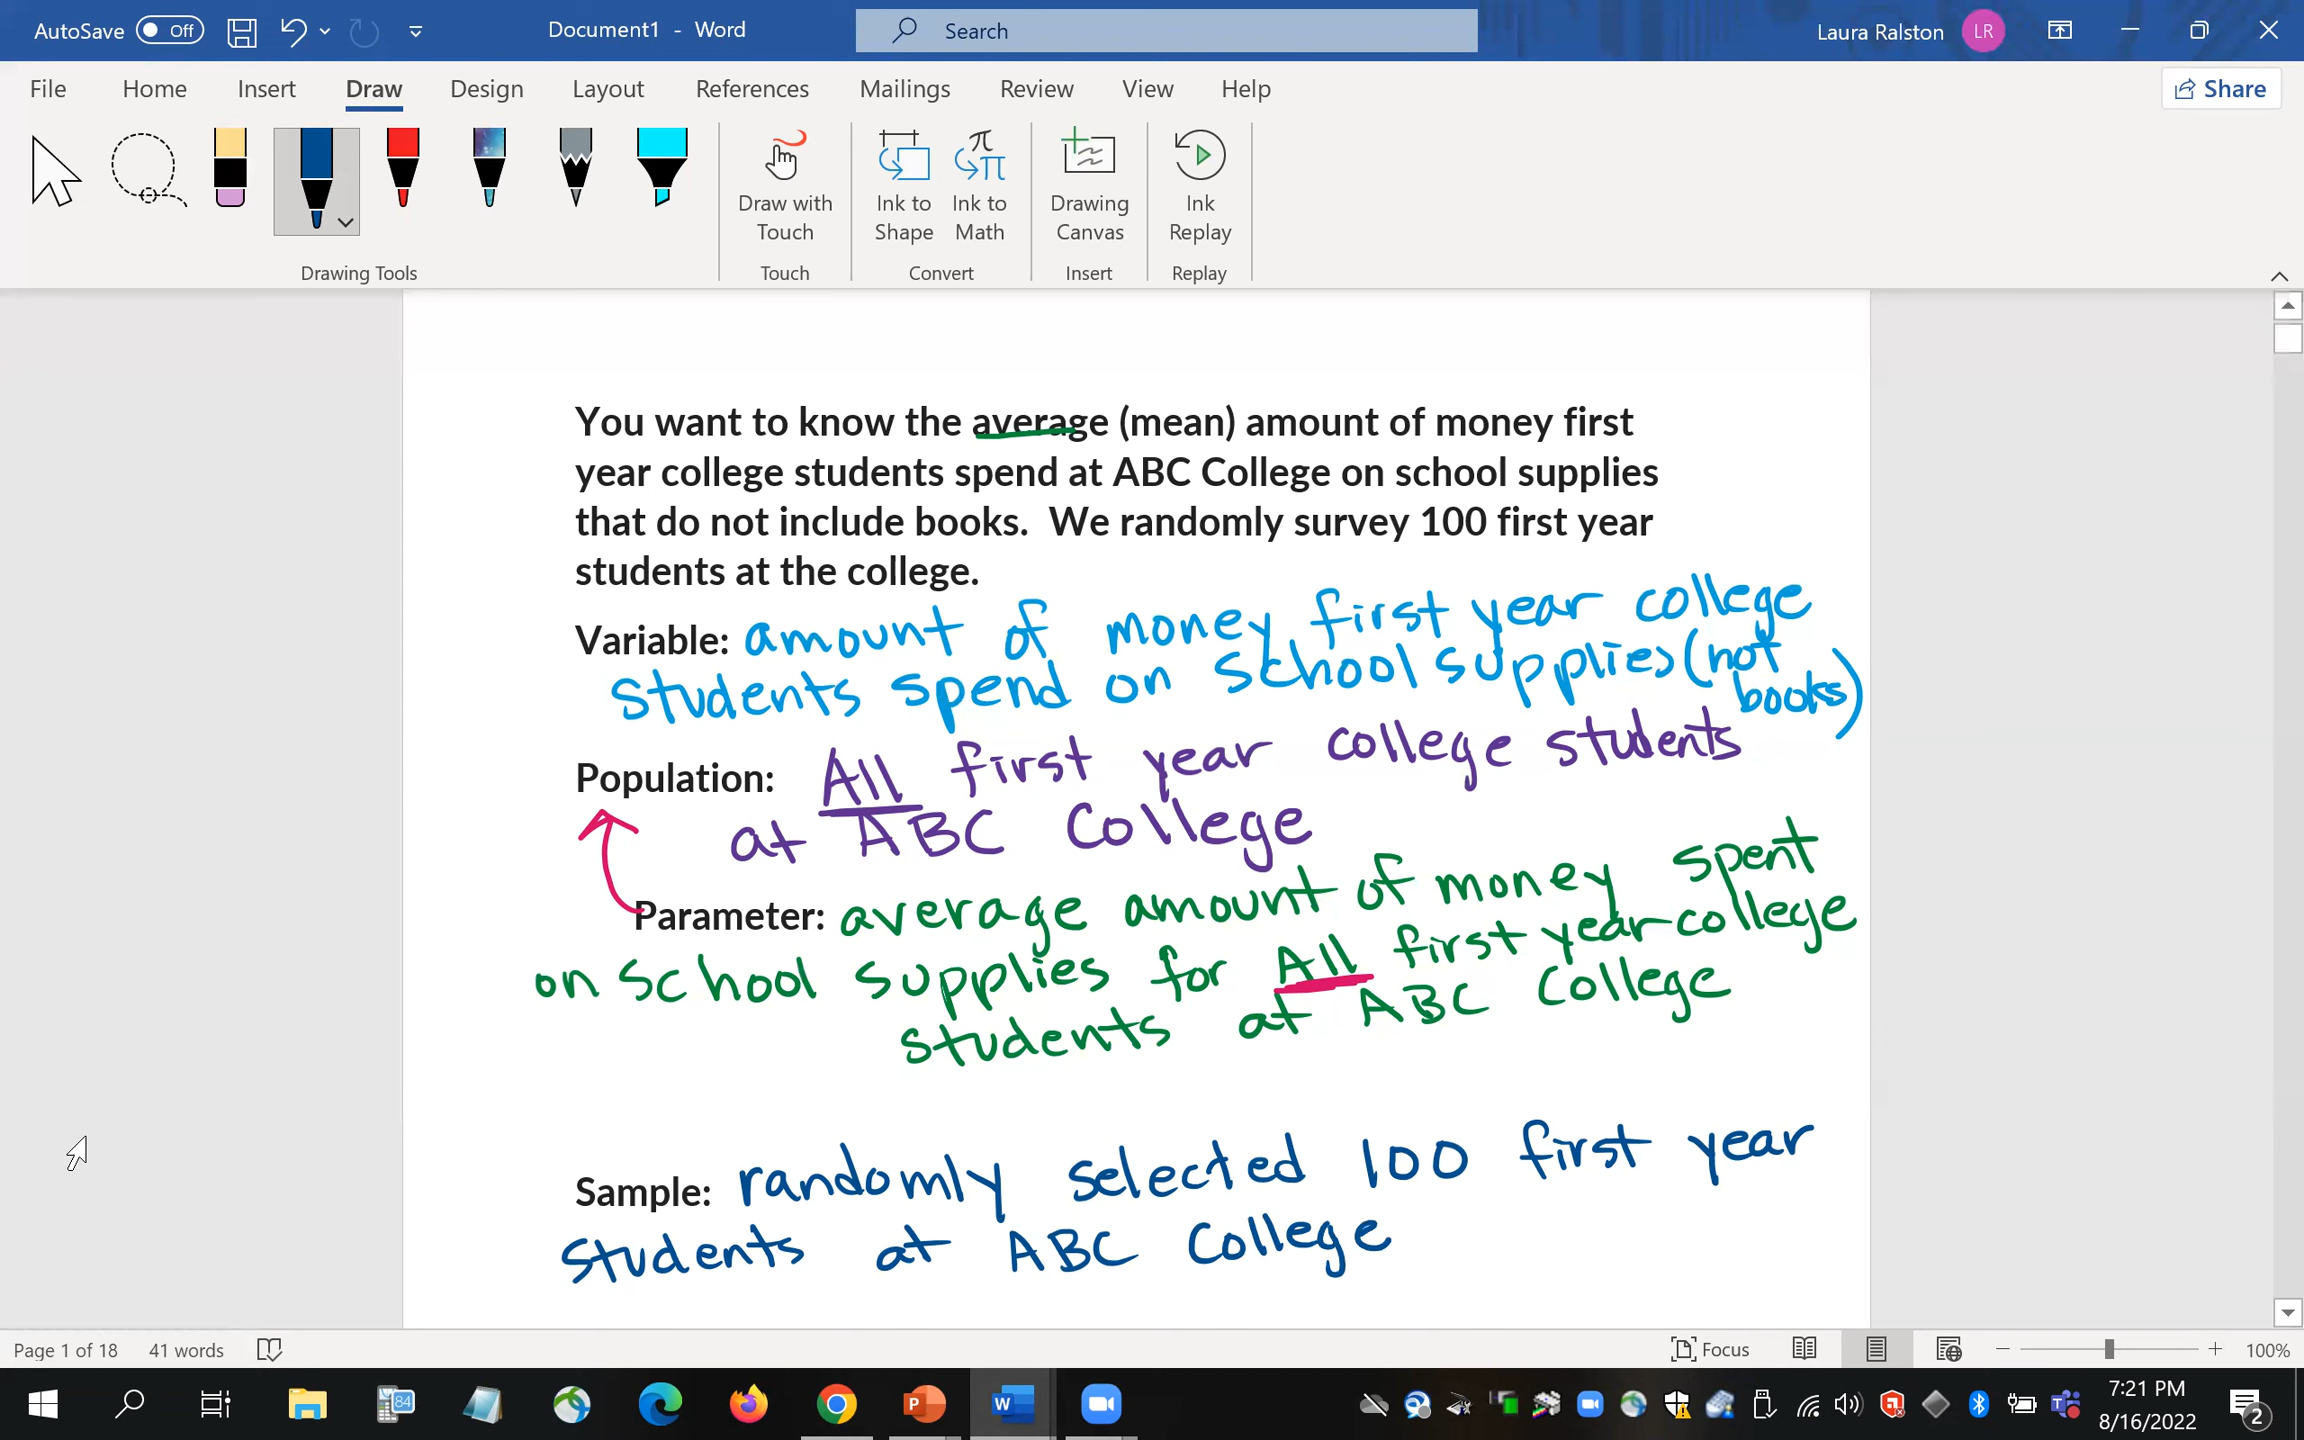 AutoSave Off Document1 - Word Search Laura Ralston LR
File Home Insert Draw Design Layout References Mailings Review View Help Share
Draw with Touch
Ink to Shape
Ink to Math
Drawing Canvas
Ink Replay
Drawing Tools Touch Convert Insert Replay
You want to know the average (mean) amount of money first
year college students spend at ABC College on school supplies
that do not include books. We randomly survey 100 first year
students at the college.
Variable: amount of money first year college
students spend on school supplies (not
books)
Population: All first year college students
at ABC College
Parameter: average amount of money spent
on school supplies for All first year college
students at ABC College
Sample: randomly selected 100 first year
students at ABC College
Page 1 of 18 41 words Focus 100%
84 P W 7:21 PM
8/16/2022 2